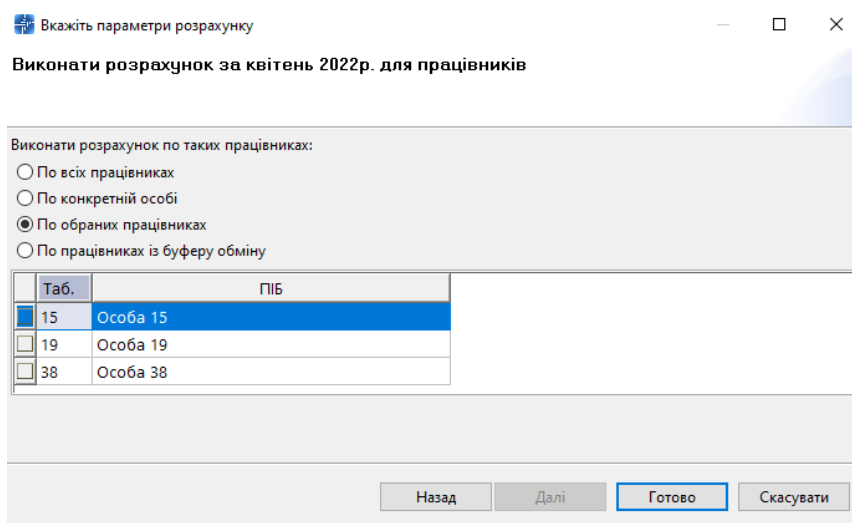 Вкажіть параметри розрахунку
Виконати розрахунок за квітень 2022р. для працівників
Виконати розрахунок по таких працівниках:
По всіх працівниках
По конкретній особі
По обраних працівниках
По працівниках із буферу обміну
Таб. ПІБ
15 Особа 15
19 Особа 19
38 Особа 38
Назад Далі Готово Скасувати